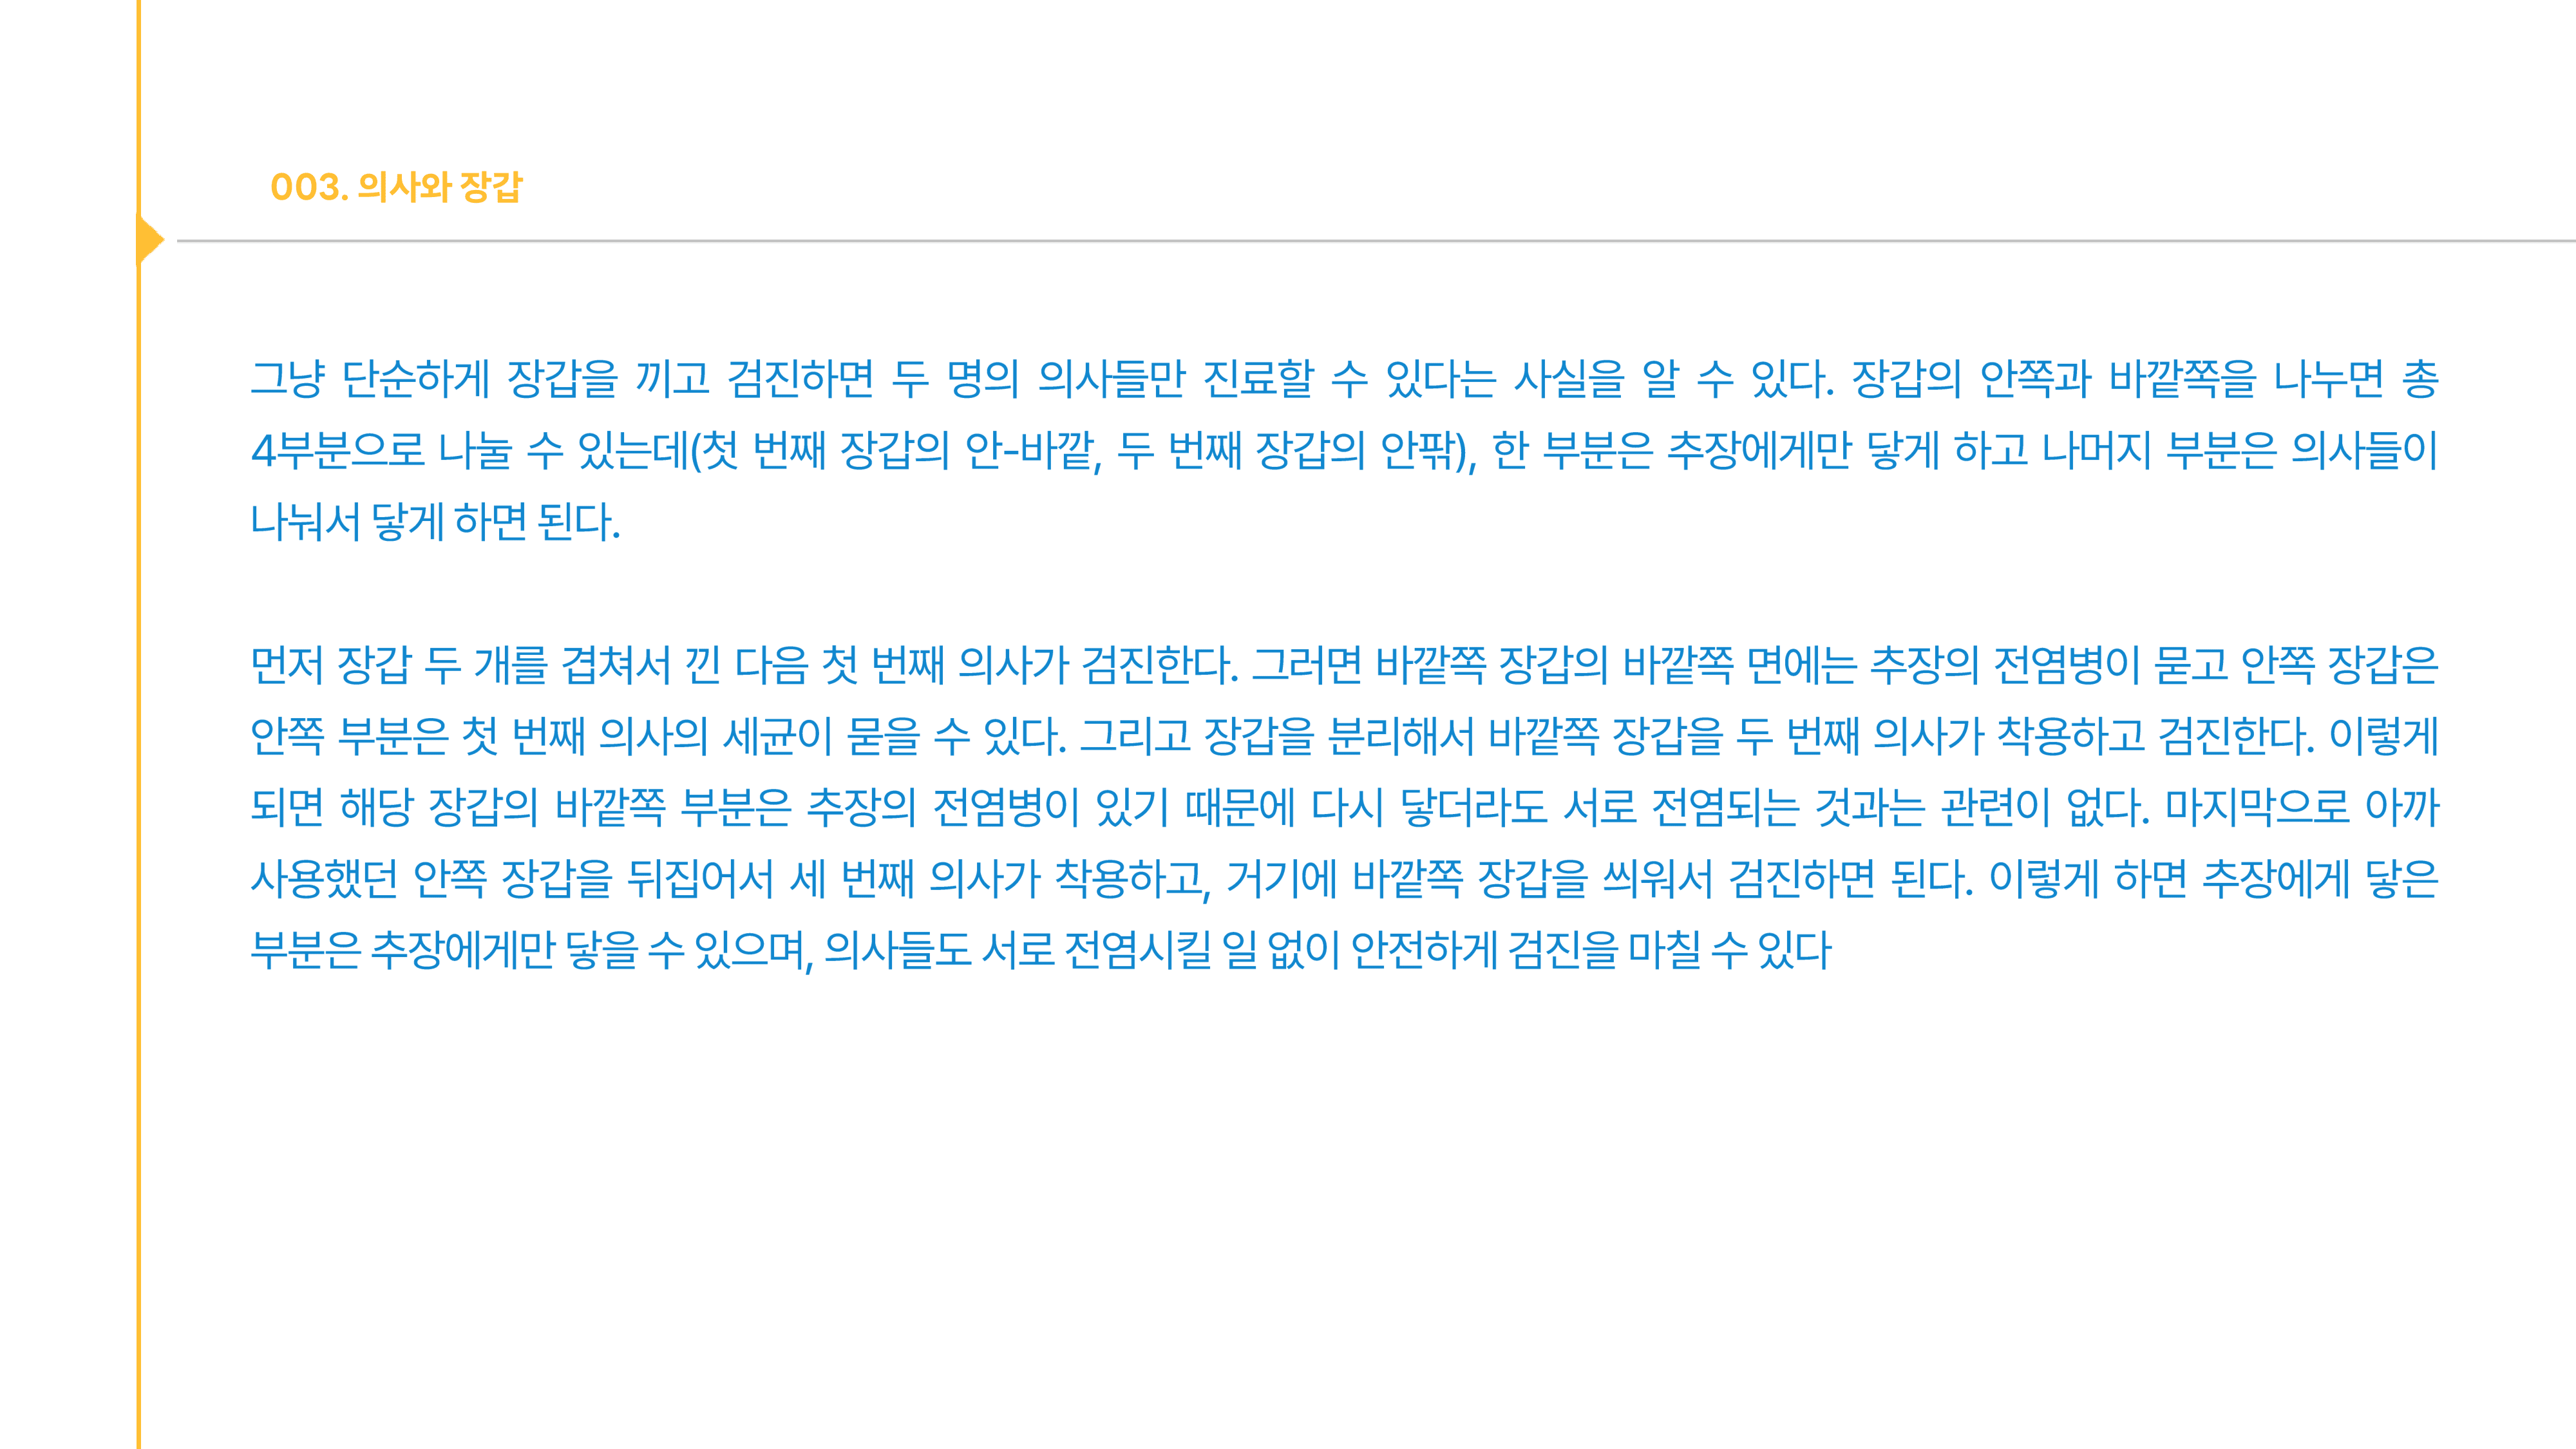 003. 의사와 장갑
그냥 단순하게 장갑을 끼고 검진하면 두 명의 의사들만 진료할 수 있다는 사실을 알 수 있다. 장갑의 안쪽과 바깥쪽을 나누면 총
4부분으로 나눌 수 있는데(첫 번째 장갑의 안-바깥, 두 번째 장갑의 안팎), 한 부분은 추장에게만 닿게 하고 나머지 부분은 의사들이
나눠서 닿게 하면 된다.
먼저 장갑 두 개를 겹쳐서 낀 다음 첫 번째 의사가 검진한다. 그러면 바깥쪽 장갑의 바깥쪽 면에는 추장의 전염병이 묻고 안쪽 장갑은
안쪽 부분은 첫 번째 의사의 세균이 묻을 수 있다. 그리고 장갑을 분리해서 바깥쪽 장갑을 두 번째 의사가 착용하고 검진한다. 이렇게
되면 해당 장갑의 바깥쪽 부분은 추장의 전염병이 있기 때문에 다시 닿더라도 서로 전염되는 것과는 관련이 없다. 마지막으로 아까
사용했던 안쪽 장갑을 뒤집어서 세 번째 의사가 착용하고, 거기에 바깥쪽 장갑을 씌워서 검진하면 된다. 이렇게 하면 추장에게 닿은
부분은 추장에게만 닿을 수 있으며, 의사들도 서로 전염시킬 일 없이 안전하게 검진을 마칠 수 있다